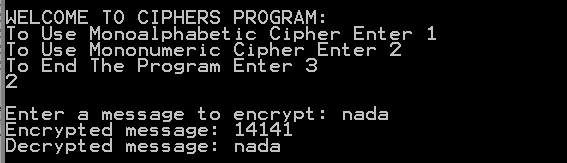 WELCOME TO CIPHERS PROGRAM:
To Use Monoalphabetic Cipher Enter 1
To Use Mononumeric Cipher Enter 2
To End The Program Enter 3
2
Enter a message to encrypt: nada
Encrypted message: 14141
Decrypted message: nada